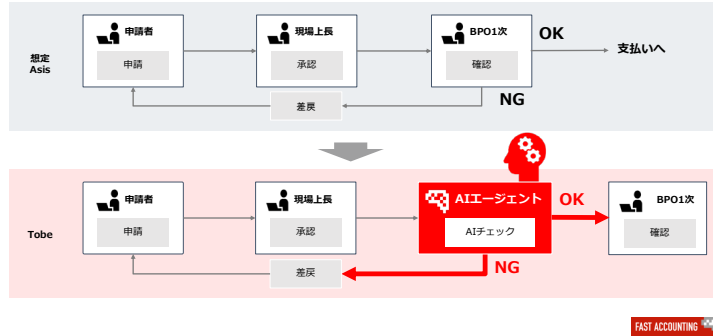 想定
Asis
申請者
申請
現場上長
承認
BPO1次
確認
OK
支払いへ
NG
差戻
Tobe
申請者
申請
現場上長
承認
AIエージェント
AIチェック
OK
BPO1次
確認
NG
差戻
FAST ACCOUNTING